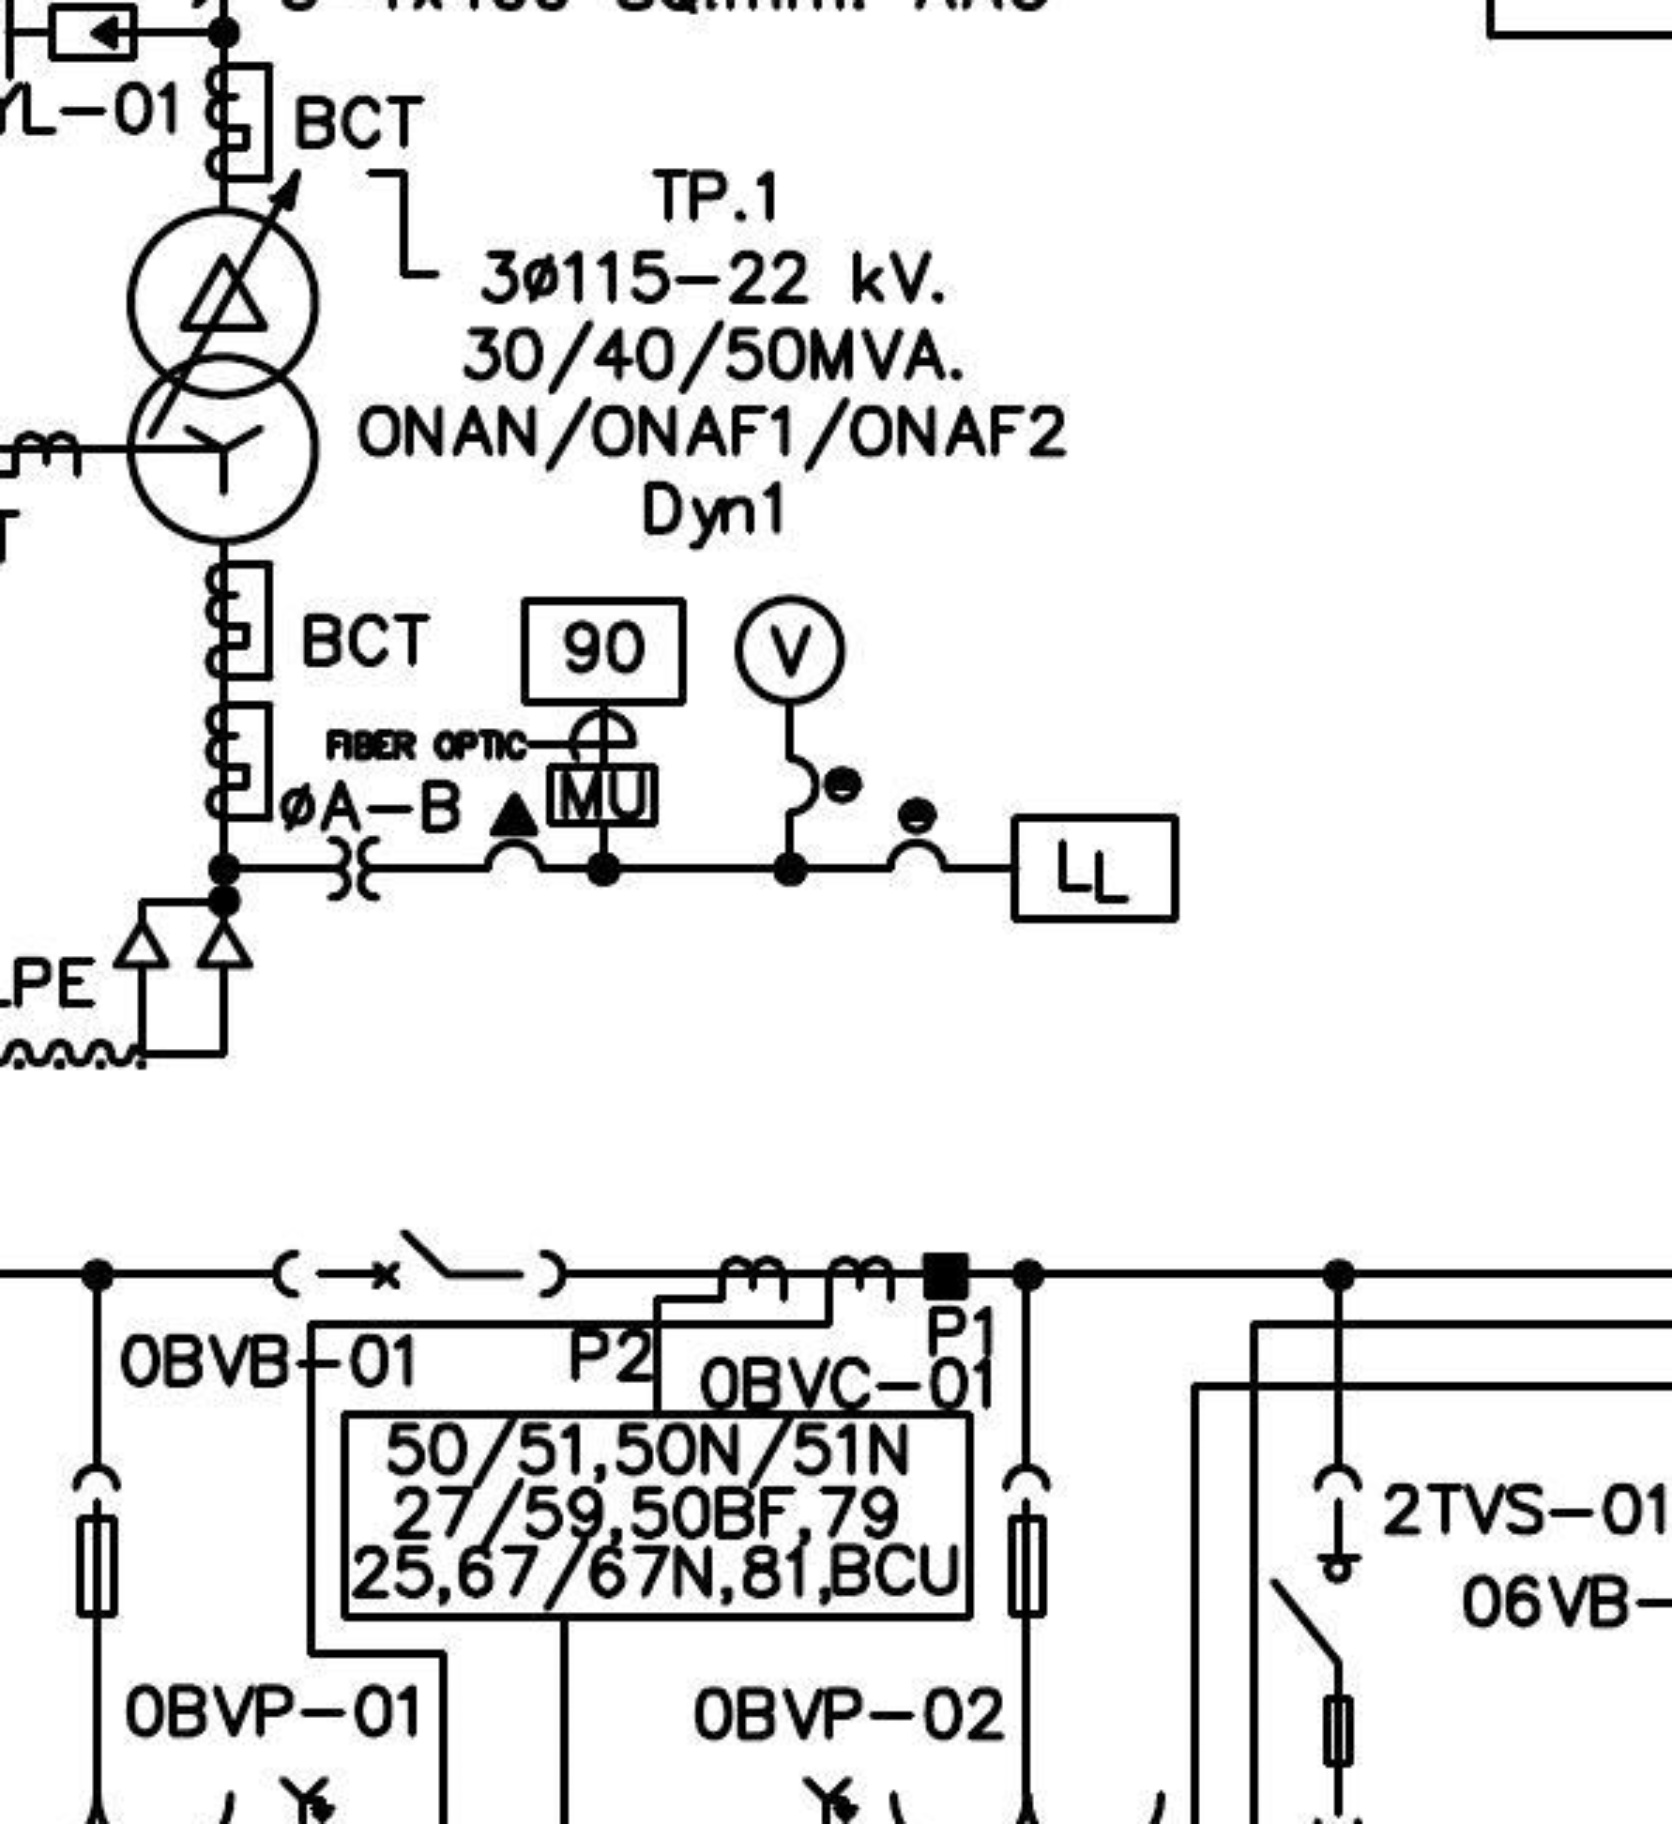 YL-01
BCT
TP.1
3ø115-22 kV.
30/40/50MVA.
ONAN/ONAF1/ONAF2
Dyn1
BCT
90
V
FIBER OPTIC
MU
øA-B
LL
P1
P2
0BVB-01
0BVC-01
50/51,50N/51N
27/59,50BF,79
25,67/67N,81,BCU
2TVS-01
06VB-
0BVP-01
0BVP-02